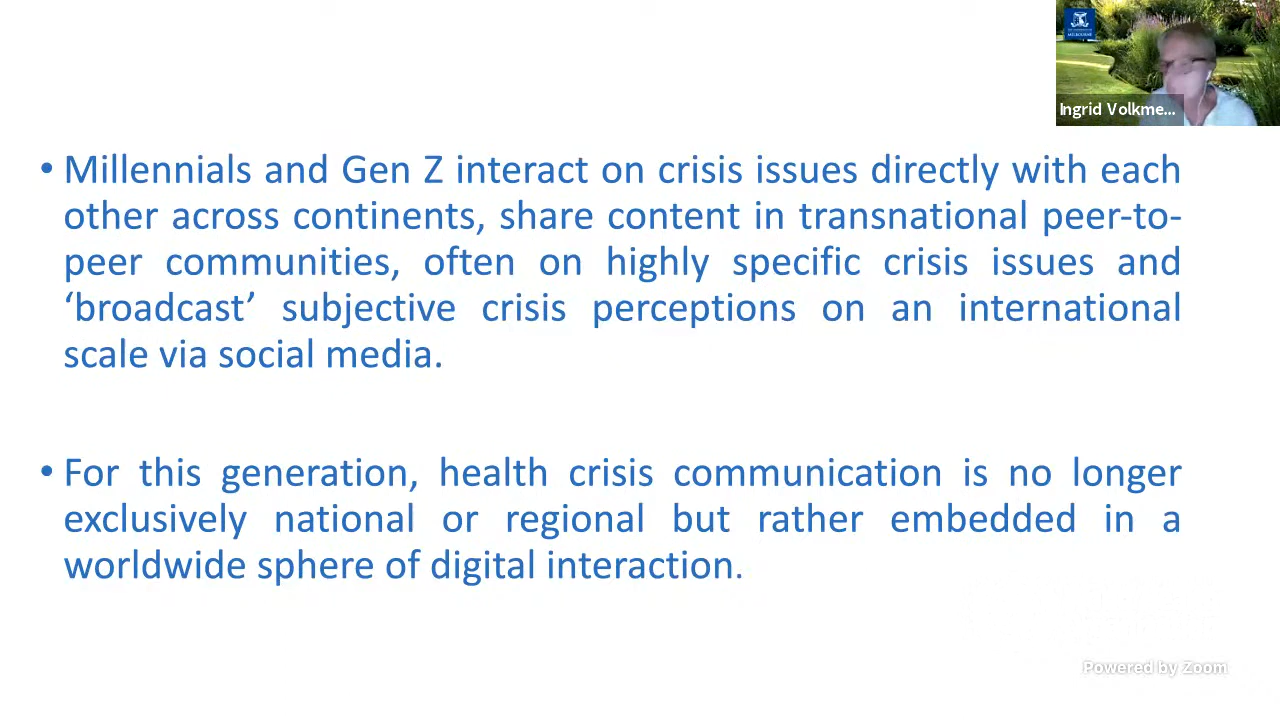 MELBOURNE
Ingrid Volkme...
• Millennials and Gen Z interact on crisis issues directly with each
other across continents, share content in transnational peer-to-
peer communities, often on highly specific crisis issues and
‘broadcast’ subjective crisis perceptions on an international
scale via social media.
• For this generation, health crisis communication is no longer
exclusively national or regional but rather embedded in a
worldwide sphere of digital interaction.
Powered by Zoom